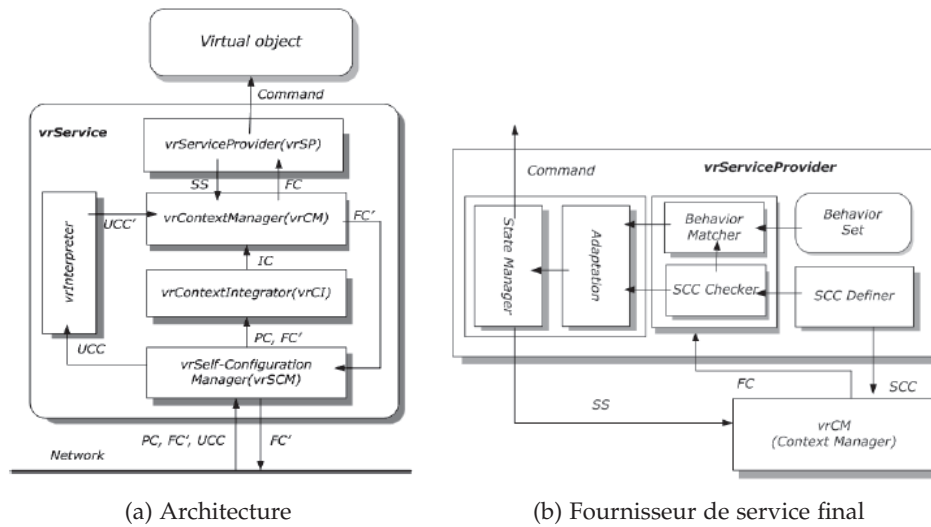 Virtual object
Command
vrService
vrServiceProvider(vrSP)
SS
FC
UCC'
vrContextManager(vrCM)
FC'
vrInterpreter
IC
vrContextIntegrator(vrCI)
PC, FC'
UCC
vrSelf-Configuration
Manager(vrSCM)
PC, FC', UCC
FC'
Network
(a) Architecture
Command
vrServiceProvider
State Manager
Adaptation
Behavior
Matcher
Behavior
Set
SCC Checker
SCC Definer
FC
SCC
SS
vrCM
(Context Manager)
(b) Fournisseur de service final